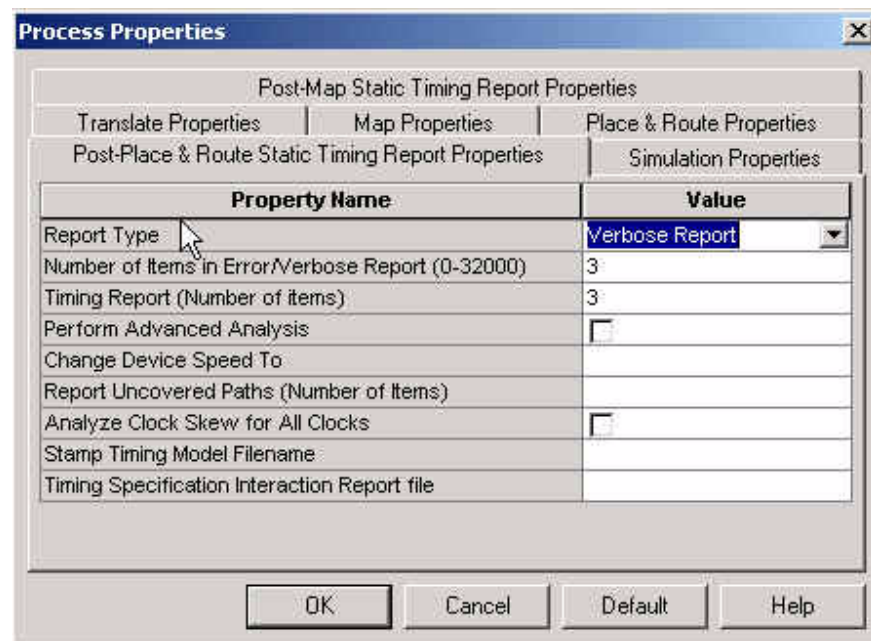 Process Properties
Post-Map Static Timing Report Properties
Translate Properties Map Properties Place & Route Properties
Post-Place & Route Static Timing Report Properties Simulation Properties
Property Name Value
Report Type Verbose Report
Number of Items in Error/Verbose Report (0-32000) 3
Timing Report (Number of items) 3
Perform Advanced Analysis
Change Device Speed To
Report Uncovered Paths (Number of Items)
Analyze Clock Skew for All Clocks
Stamp Timing Model Filename
Timing Specification Interaction Report file
OK Cancel Default Help